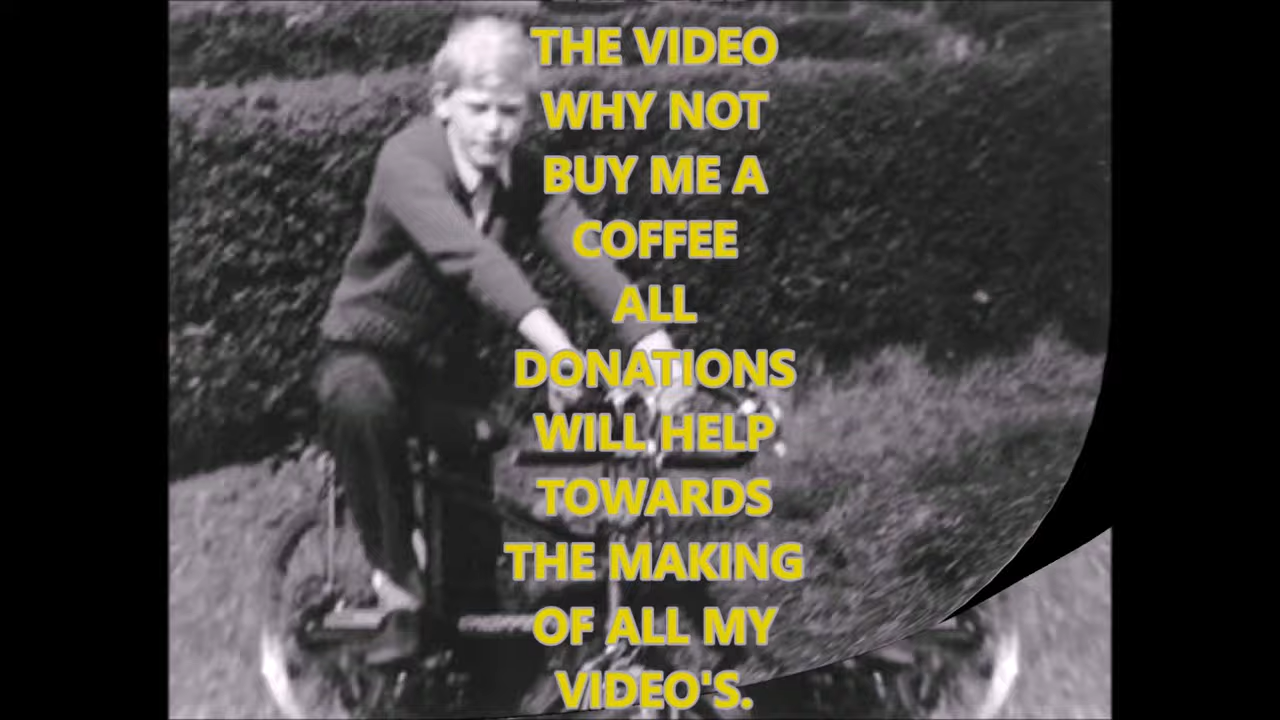 THE VIDEO
WHY NOT
BUY ME A
COFFEE
ALL
DONATIONS
WILL HELP
TOWARDS
THE MAKING
OF ALL MY
VIDEO'S.